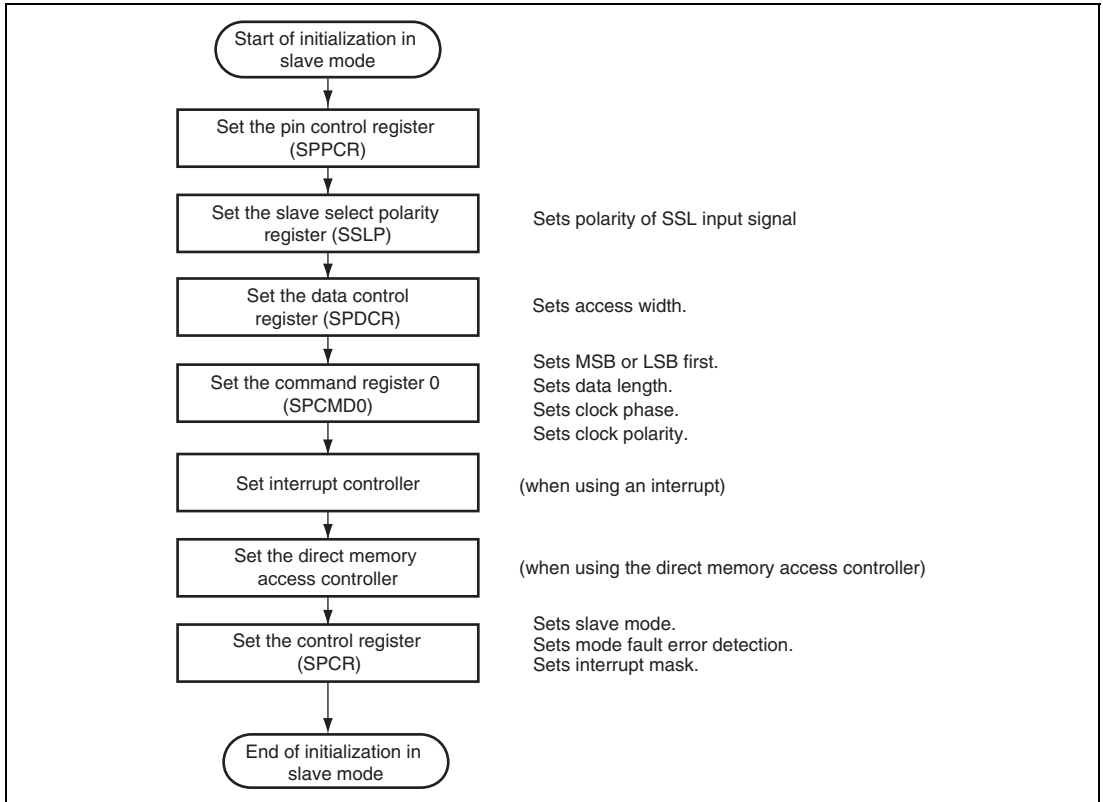 Start of initialization in
slave mode
Set the pin control register
(SPPCR)
Set the slave select polarity
register (SSLP)
Sets polarity of SSL input signal
Set the data control
register (SPDCR)
Sets access width.
Set the command register 0
(SPCMD0)
Sets MSB or LSB first.
Sets data length.
Sets clock phase.
Sets clock polarity.
Set interrupt controller
(when using an interrupt)
Set the direct memory
access controller
(when using the direct memory access controller)
Set the control register
(SPCR)
Sets slave mode.
Sets mode fault error detection.
Sets interrupt mask.
End of initialization in
slave mode